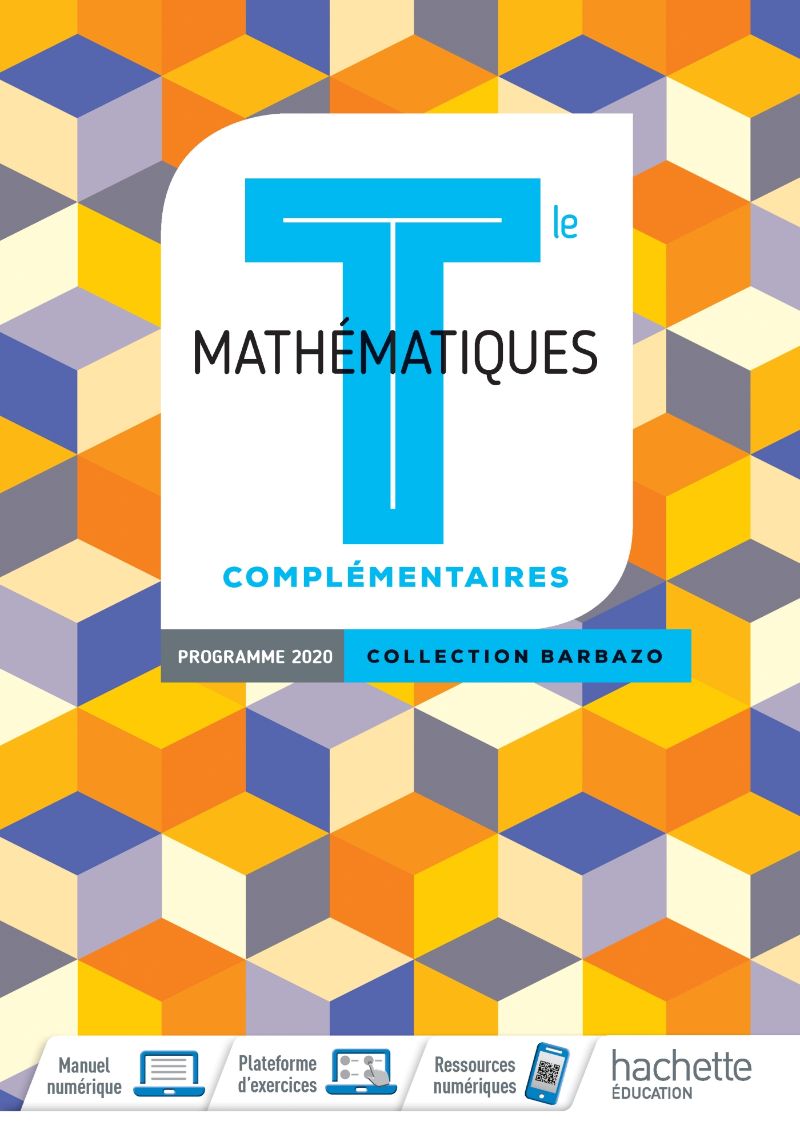 T le
MATHÉMATIQUES
COMPLÉMENTAIRES
PROGRAMME 2020 COLLECTION BARBAZO
Manuel
numérique
Plateforme
d'exercices
Ressources
numériques
hachette
ÉDUCATION